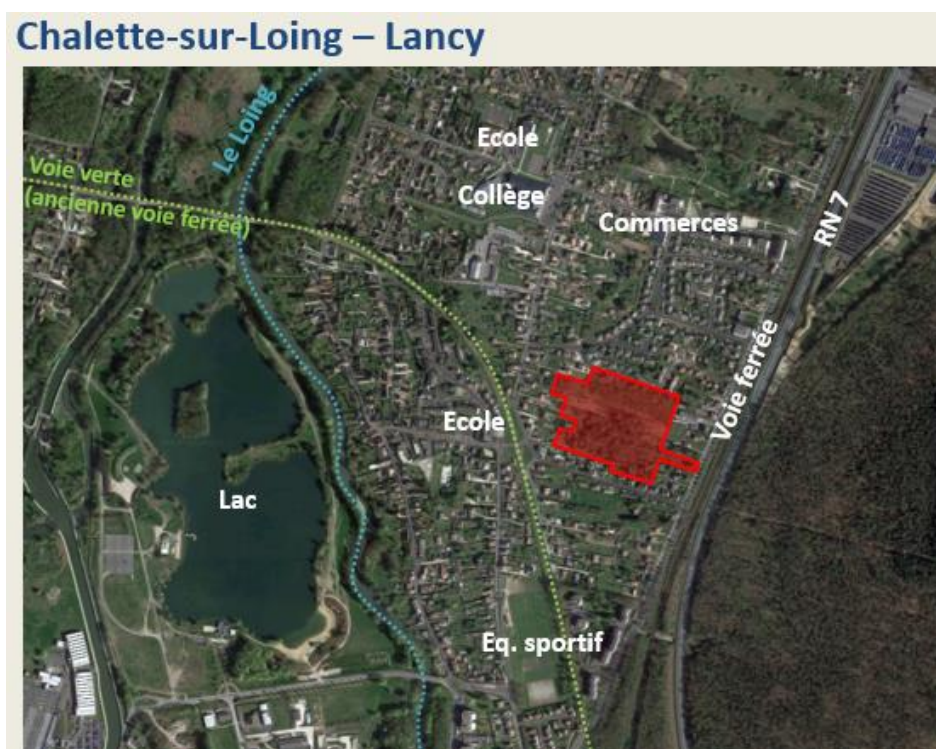 Chalette-sur-Loing – Lancy
Le Loing
Voie verte
(ancienne voie ferrée)
Ecole
Collège
Commerces
RN 7
Voie ferrée
Ecole
Lac
Eq. sportif